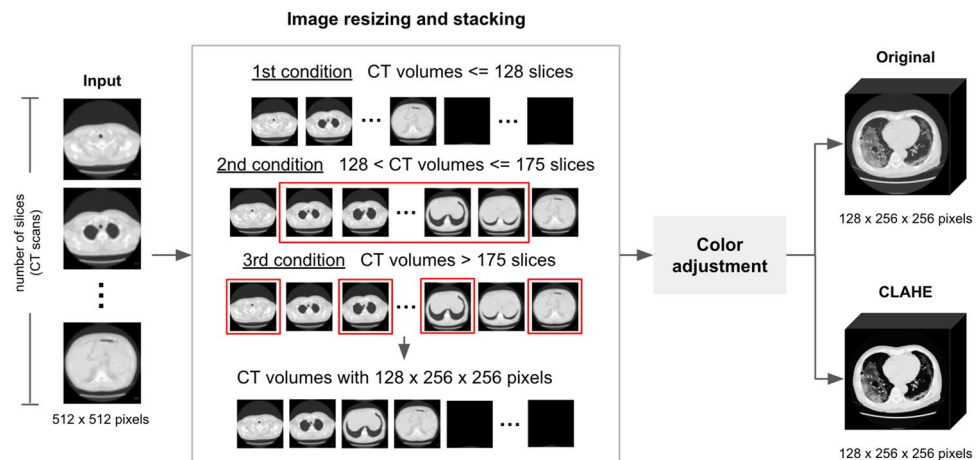 Image resizing and stacking
Input
number of slices
(CT scans)
512 x 512 pixels
1st condition CT volumes <= 128 slices
2nd condition 128 < CT volumes <= 175 slices
3rd condition CT volumes > 175 slices
CT volumes with 128 x 256 x 256 pixels
Color
adjustment
Original
128 x 256 x 256 pixels
CLAHE
128 x 256 x 256 pixels